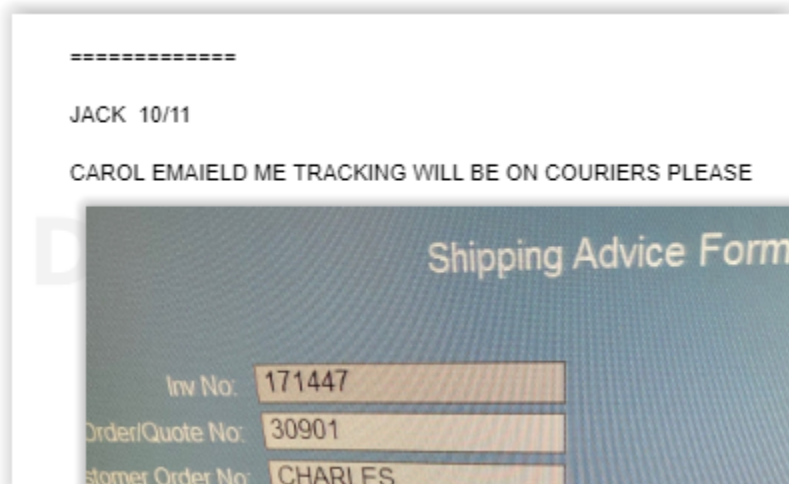 =============
JACK 10/11
CAROL EMAIELD ME TRACKING WILL BE ON COURIERS PLEASE
D
Shipping Advice Form
Inv No: 171447
Order/Quote No: 30901
stomer Order No: CHARLES